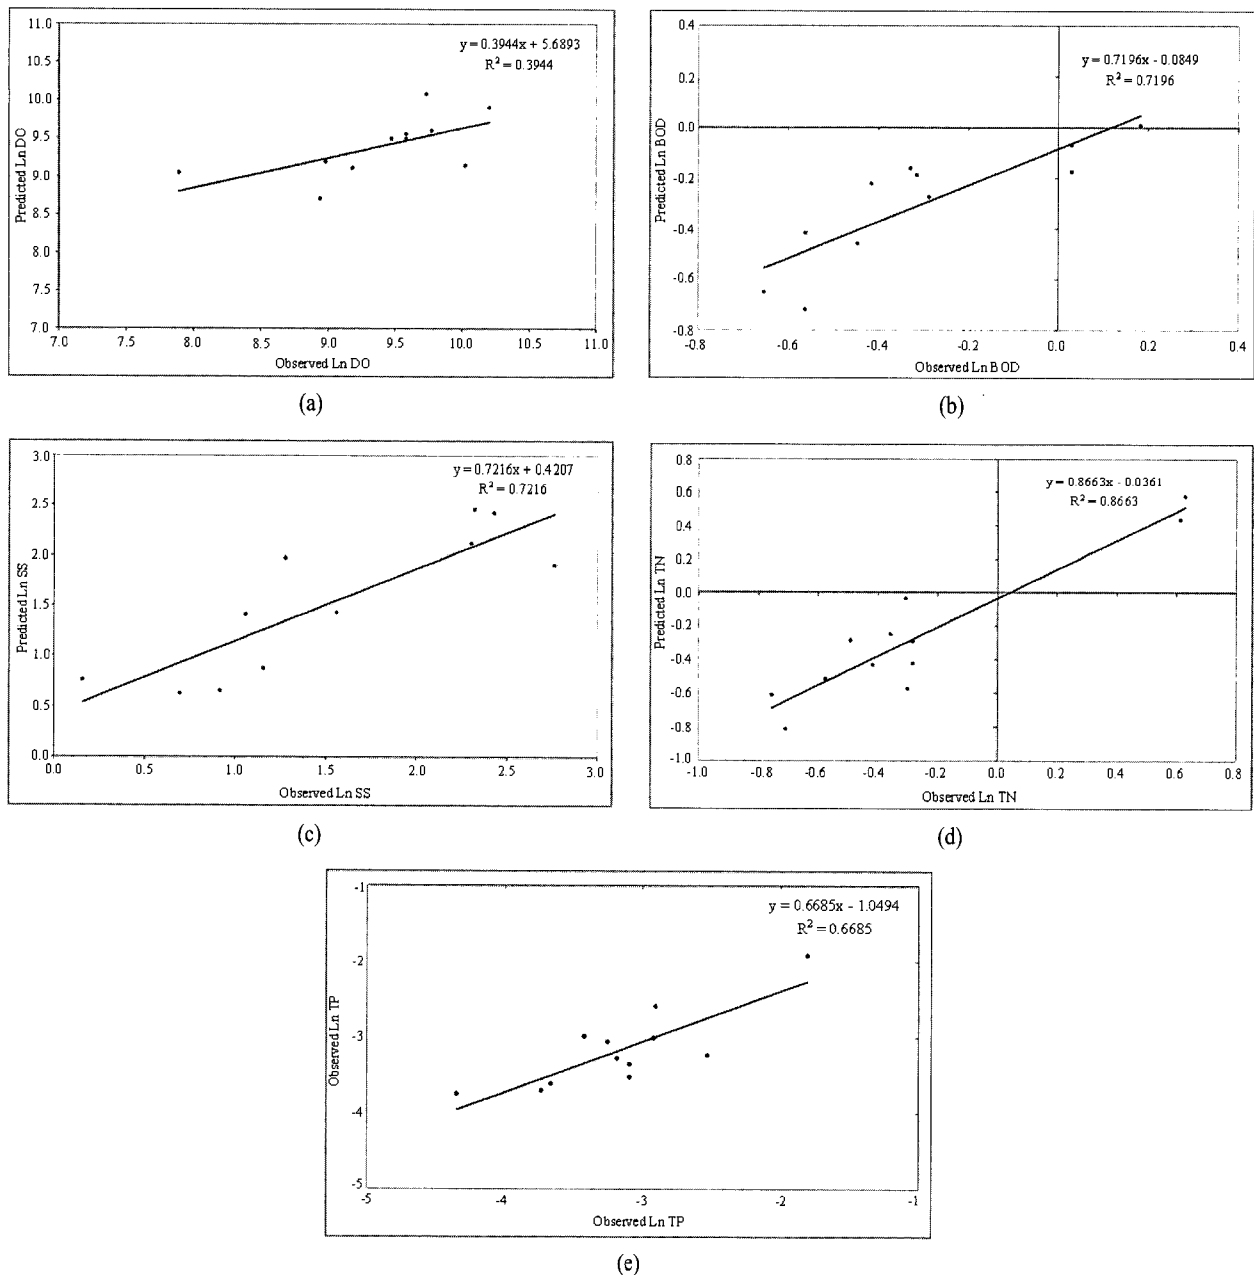 11.0
10.5
10.0
9.5
9.0
8.5
8.0
7.5
7.0
Predicted Ln DO
y = 0.3944x + 5.6893
R² = 0.3944
7.0 7.5 8.0 8.5 9.0 9.5 10.0 10.5 11.0
Observed Ln DO
(a)
0.4
0.2
0.0
-0.2
-0.4
-0.6
-0.8
Predicted Ln BOD
y = 0.7196x - 0.0849
R² = 0.7196
-0.8 -0.6 -0.4 -0.2 0.0 0.2 0.4
Observed Ln BOD
(b)
3.0
2.5
2.0
1.5
1.0
0.5
0.0
Predicted Ln SS
y = 0.7216x + 0.4207
R² = 0.7216
0.0 0.5 1.0 1.5 2.0 2.5 3.0
Observed Ln SS
(c)
0.8
0.6
0.4
0.2
0.0
-0.2
-0.4
-0.6
-0.8
-1.0
Predicted Ln TN
y = 0.8663x - 0.0361
R² = 0.8663
-1.0 -0.8 -0.6 -0.4 -0.2 0.0 0.2 0.4 0.6 0.8
Observed Ln TN
(d)
-1
-2
-3
-4
-5
Observed Ln TP
y = 0.6685x - 1.0494
R² = 0.6685
-5 -4 -3 -2 -1
Observed Ln TP
(e)